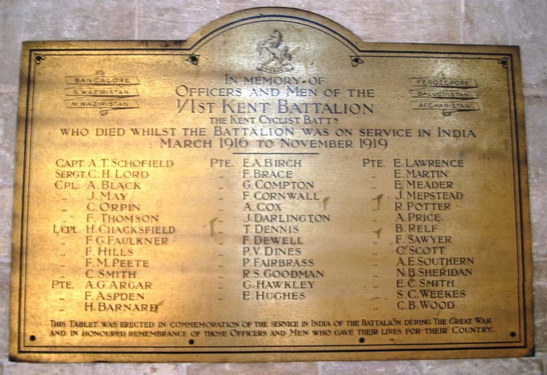 BANGALORE
S. WAZIRISTAN
N. WAZIRISTAN
FEROZEPORE
BALUCHISTAN
AFGHANISTAN
IN MEMORY OF
OFFICERS AND MEN OF THE
1/1ST KENT BATTALION
THE KENT CYCLIST BATTN
WHO DIED WHILST THE BATTALION WAS ON SERVICE IN INDIA
MARCH 1916 TO NOVEMBER 1919
CAPT. A.T. SCHOFIELD
SERGT. C.H. LORD
CPL. A. BLACK
" J. MAY
" C. ORPIN
" F. THOMSON
L/CPL. H. CHACKSFIELD
" F.G. FAULKNER
" F. HILLS
" F.M. PEETE
" C. SMITH
PTE. A.G. ARGAR
" F. ASPDEN
" H. BARNARD
PTE. E.A. BIRCH
" F. BRACE
" G. COMPTON
" F. CORNWALL
" A. COX
" J. DARLINGTON
" T. DENNIS
" F. DEWELL
" P.V. DINES
" P. FAIRBRASS
" R.S. GOODMAN
" G. HAWKLEY
" E. HUGHES
PTE. E. LAWRENCE
" E. MARTIN
" E. MEADER
" J. MEPSTEAD
" R. POTTER
" A. PRICE
" B. RELF
" F. SAWYER
" C. SCOTT
" A.E. SOUTHERN
" N.B. SHERIDAN
" E.C. SMITH
" S.C. WEEKES
" C.B. WOOD
THIS TABLET WAS ERECTED IN COMMEMORATION OF THE SERVICE IN INDIA OF THE BATTALION DURING THE GREAT WAR,
AND IN HONOURED REMEMBRANCE OF THOSE OFFICERS AND MEN WHO GAVE THEIR LIVES FOR THEIR COUNTRY.